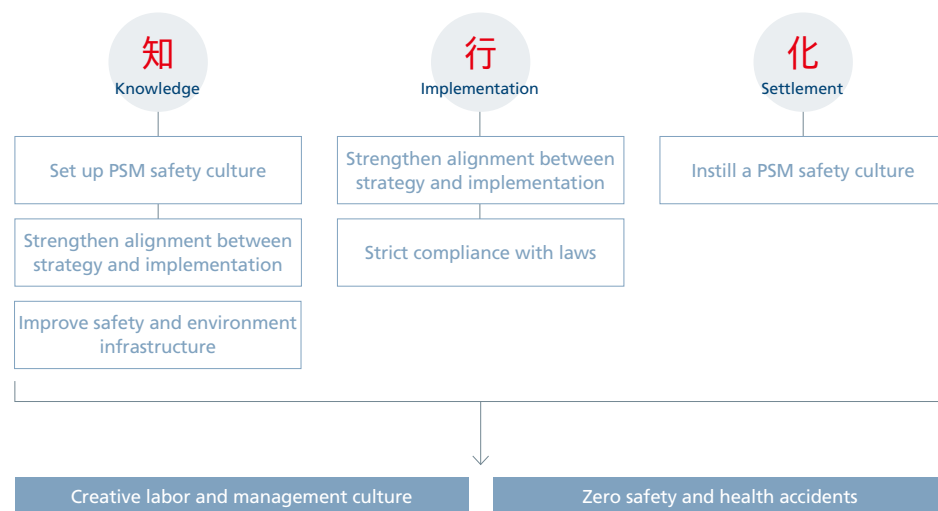 知
Knowledge
Set up PSM safety culture
Strengthen alignment between
strategy and implementation
Improve safety and environment
infrastructure
行
Implementation
Strengthen alignment between
strategy and implementation
Strict compliance with laws
化
Settlement
Instill a PSM safety culture
Creative labor and management culture
Zero safety and health accidents